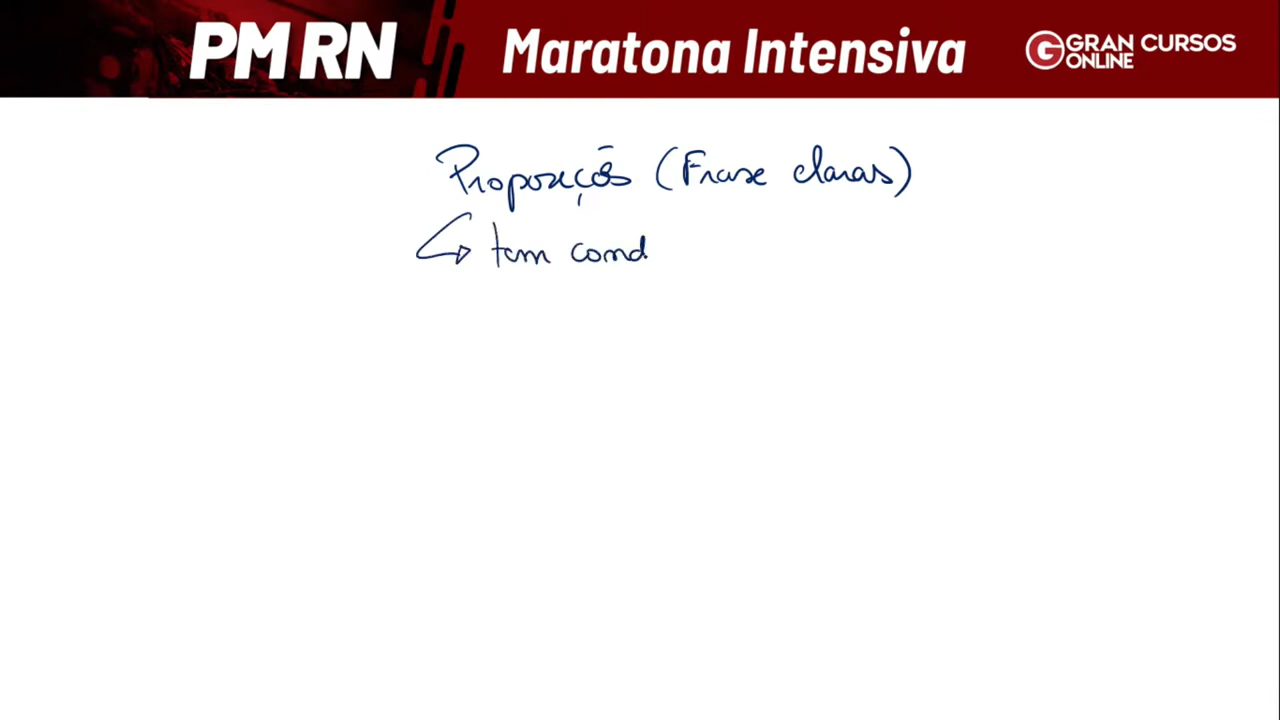 PM RN Maratona Intensiva GRAN CURSOS ONLINE
Proposições (Frase claras)
tem cond